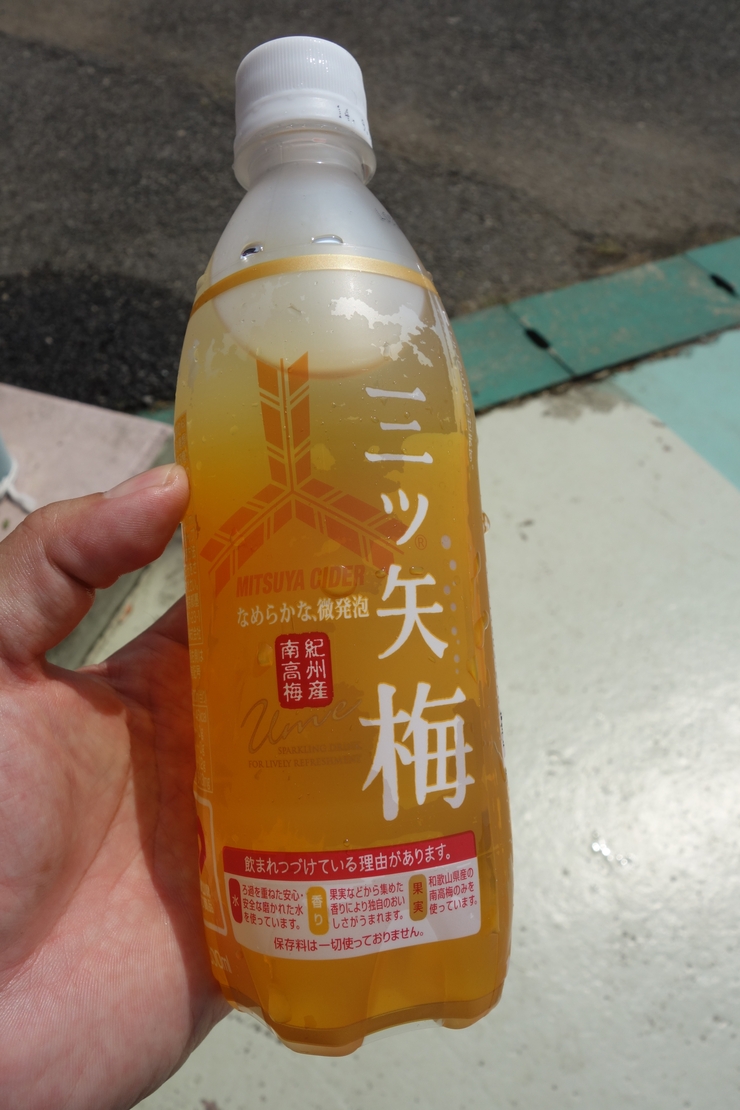 三ツ矢梅
MITSUYA CIDER
なめらかな、微発泡
紀州産
南高梅
Ume
SPARKLING DRINK
FOR LIVELY REFRESHMENT
飲まれつづけている理由があります。
水
ろ過を重ねた安心・
安全な磨かれた水
を使っています。
香り
果実などから集めた
香りにより独自のおい
しさがうまれます。
果実
和歌山県産の
南高梅のみを
使っています。
保存料は一切使っておりません。